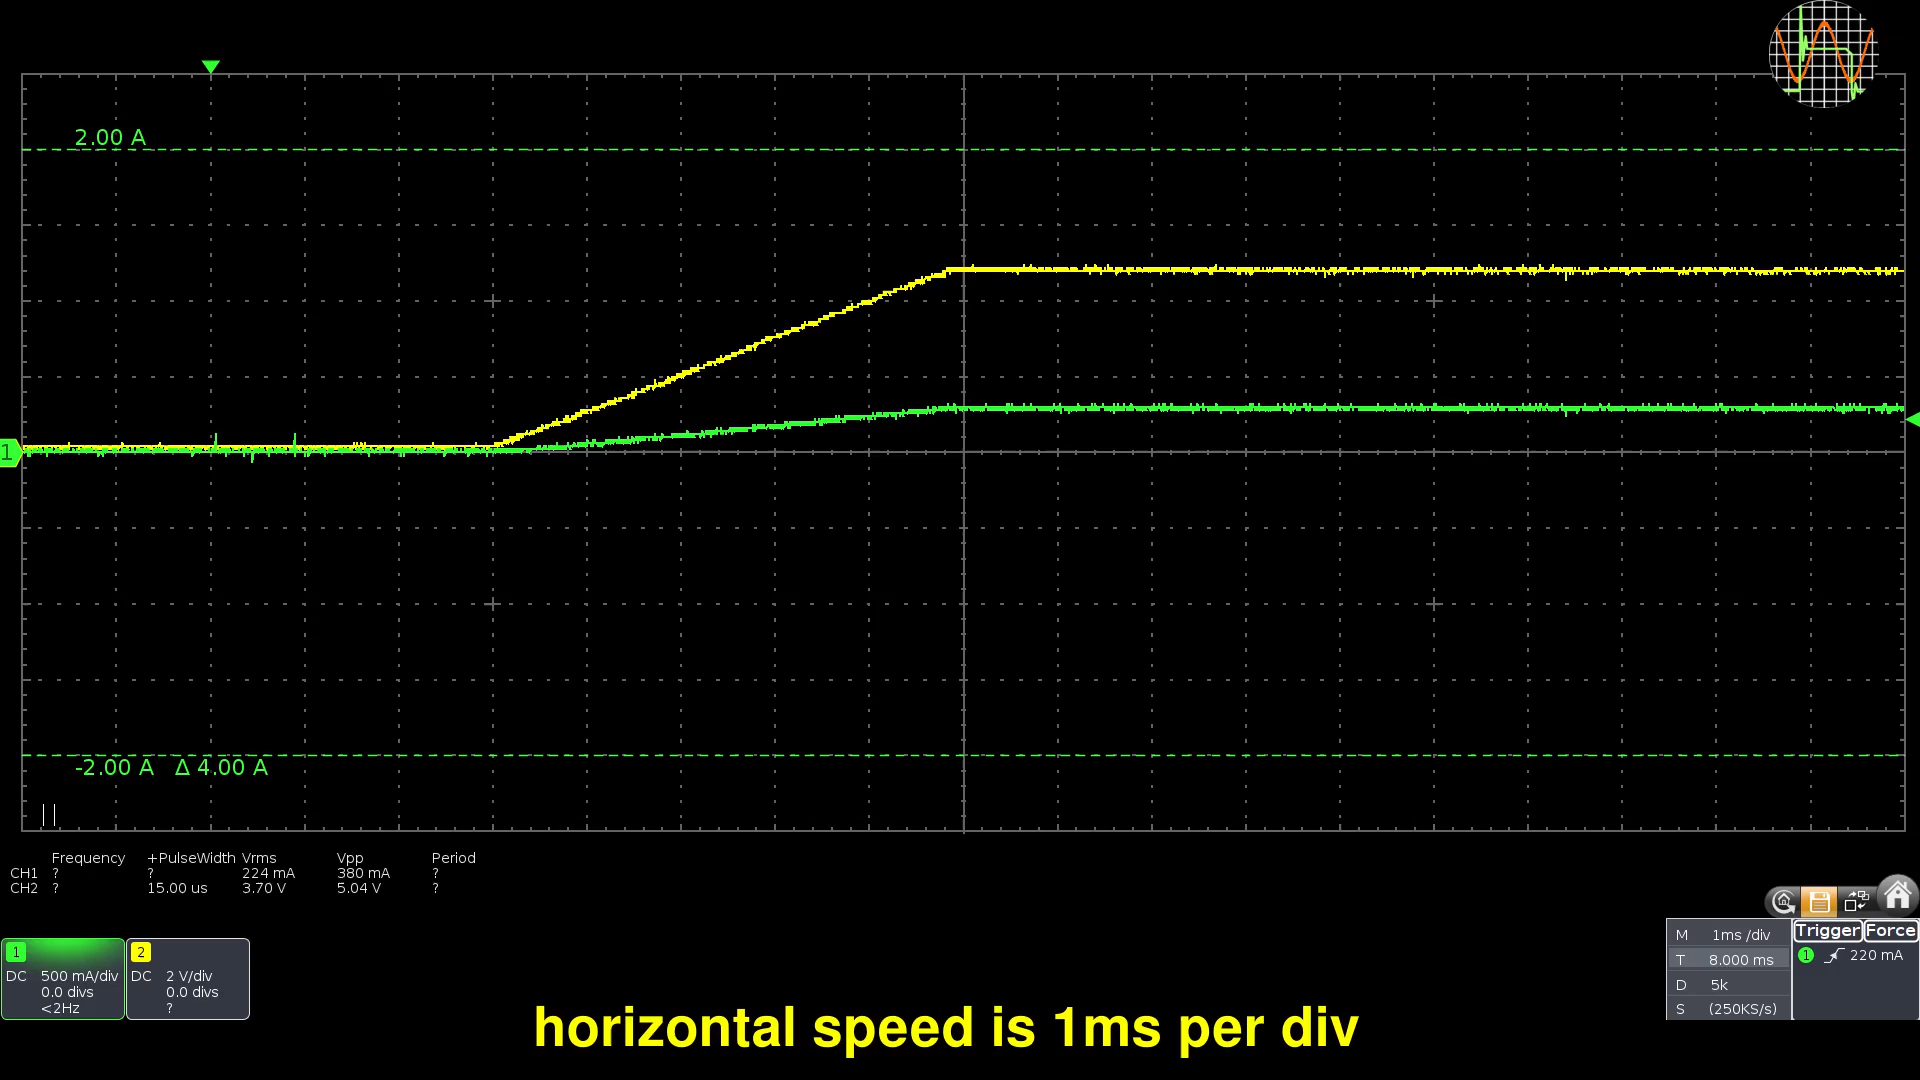 2.00 A
1
-2.00 A Δ 4.00 A
Frequency +PulseWidth Vrms Vpp Period
CH1 ? ? 224 mA 380 mA ?
CH2 ? 15.00 us 3.70 V 5.04 V ?
Trigger Force
M 1ms /div
1 220 mA
T 8.000 ms
D 5k
S (250KS/s)
1 2
DC 500 mA/div DC 2 V/div
0.0 divs 0.0 divs
<2Hz ?
horizontal speed is 1ms per div